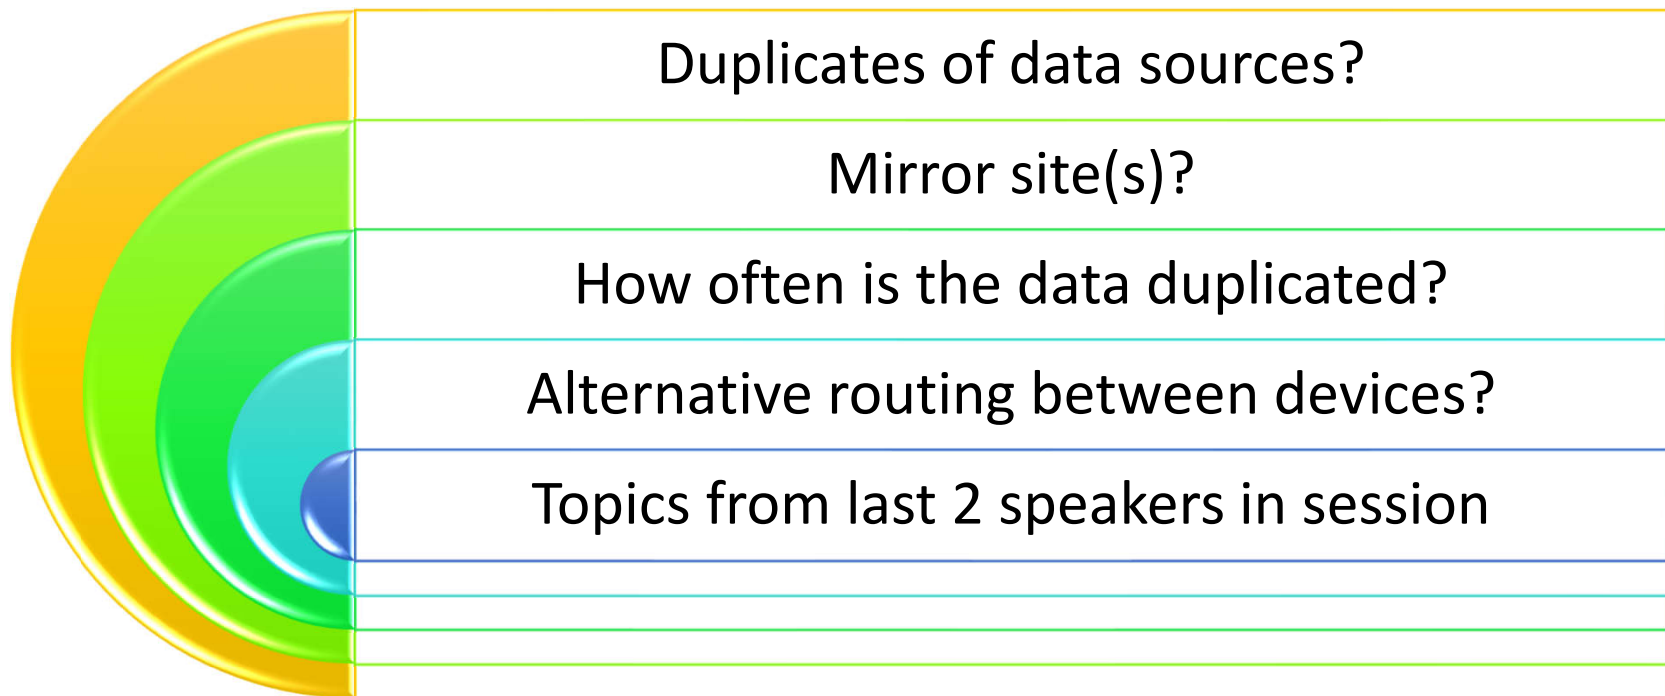 Duplicates of data sources?
Mirror site(s)?
How often is the data duplicated?
Alternative routing between devices?
Topics from last 2 speakers in session